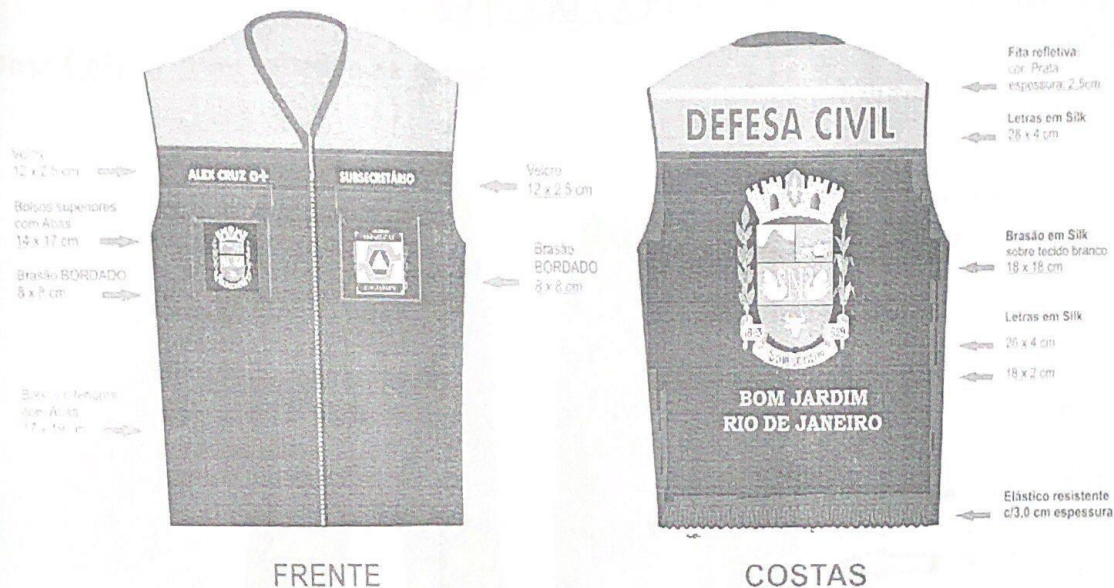 Velcro
12 x 2.5 cm
Bolsos superiores
com Abas
14 x 17 cm
Brasão BORDADO
8 x 8 cm
com Abas
ALEX CRUZ O+
SUBSECRETÁRIO
Velcro
12 x 2.5 cm
Brasão
BORDADO
8 x 8 cm
FRENTE
DEFESA CIVIL
BOM JARDIM
BOM JARDIM
RIO DE JANEIRO
COSTAS
Fita refletiva
cor: Prata
espessura: 2,5cm
Letras em Silk
28 x 4 cm
Brasão em Silk
sobre tecido branco
18 x 18 cm
Letras em Silk
26 x 4 cm
18 x 2 cm
Elástico resistente
c/3,0 cm espessura